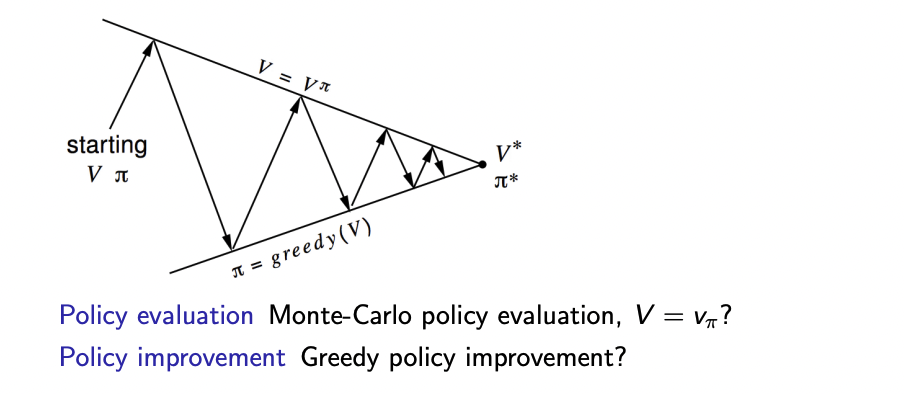 V = Vπ
starting
V π
V*
π*
π = greedy(V)
Policy evaluation Monte-Carlo policy evaluation, V = vπ?
Policy improvement Greedy policy improvement?